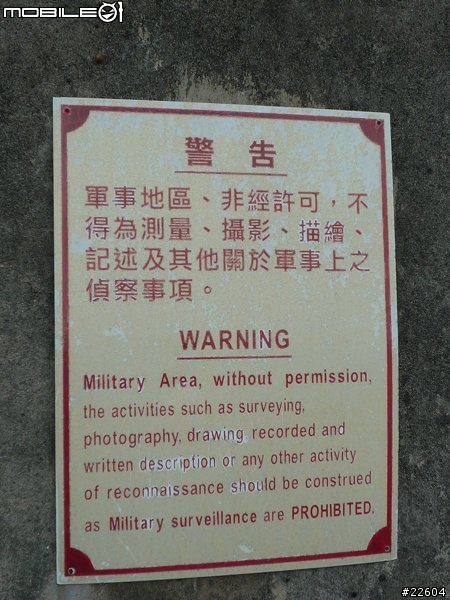 MOBILE01
警告
軍事地區、非經許可，不
得為測量、攝影、描繪、
記述及其他關於軍事上之
偵察事項。
WARNING
Military Area, without permission,
the activities such as surveying,
photography, drawing, recorded and
written description or any other activity
of reconnaissance should be construed
as Military surveillance are PROHIBITED.
#22604